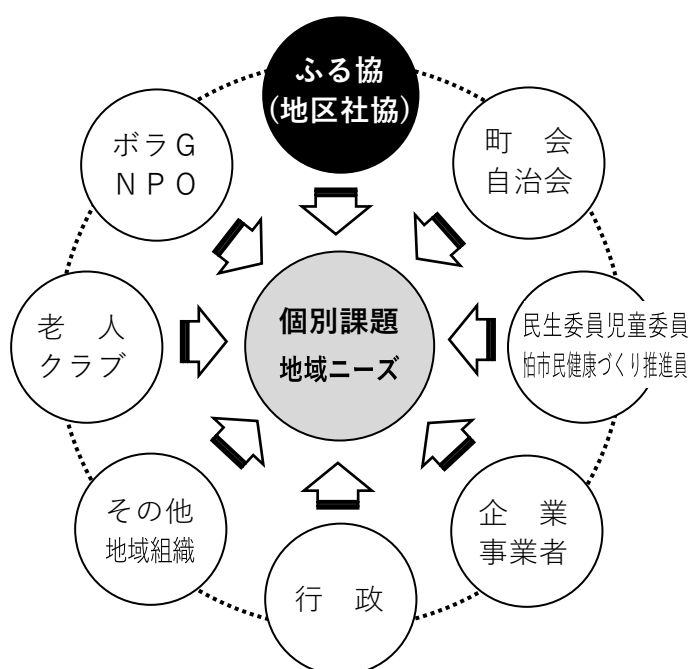 ふる協
(地区社協)
町　会
自治会
民生委員児童委員
柏市民健康づくり推進員
企　業
事業者
行　政
その他
地域組織
老　人
クラブ
ボラＧ
ＮＰＯ
個別課題
地域ニーズ